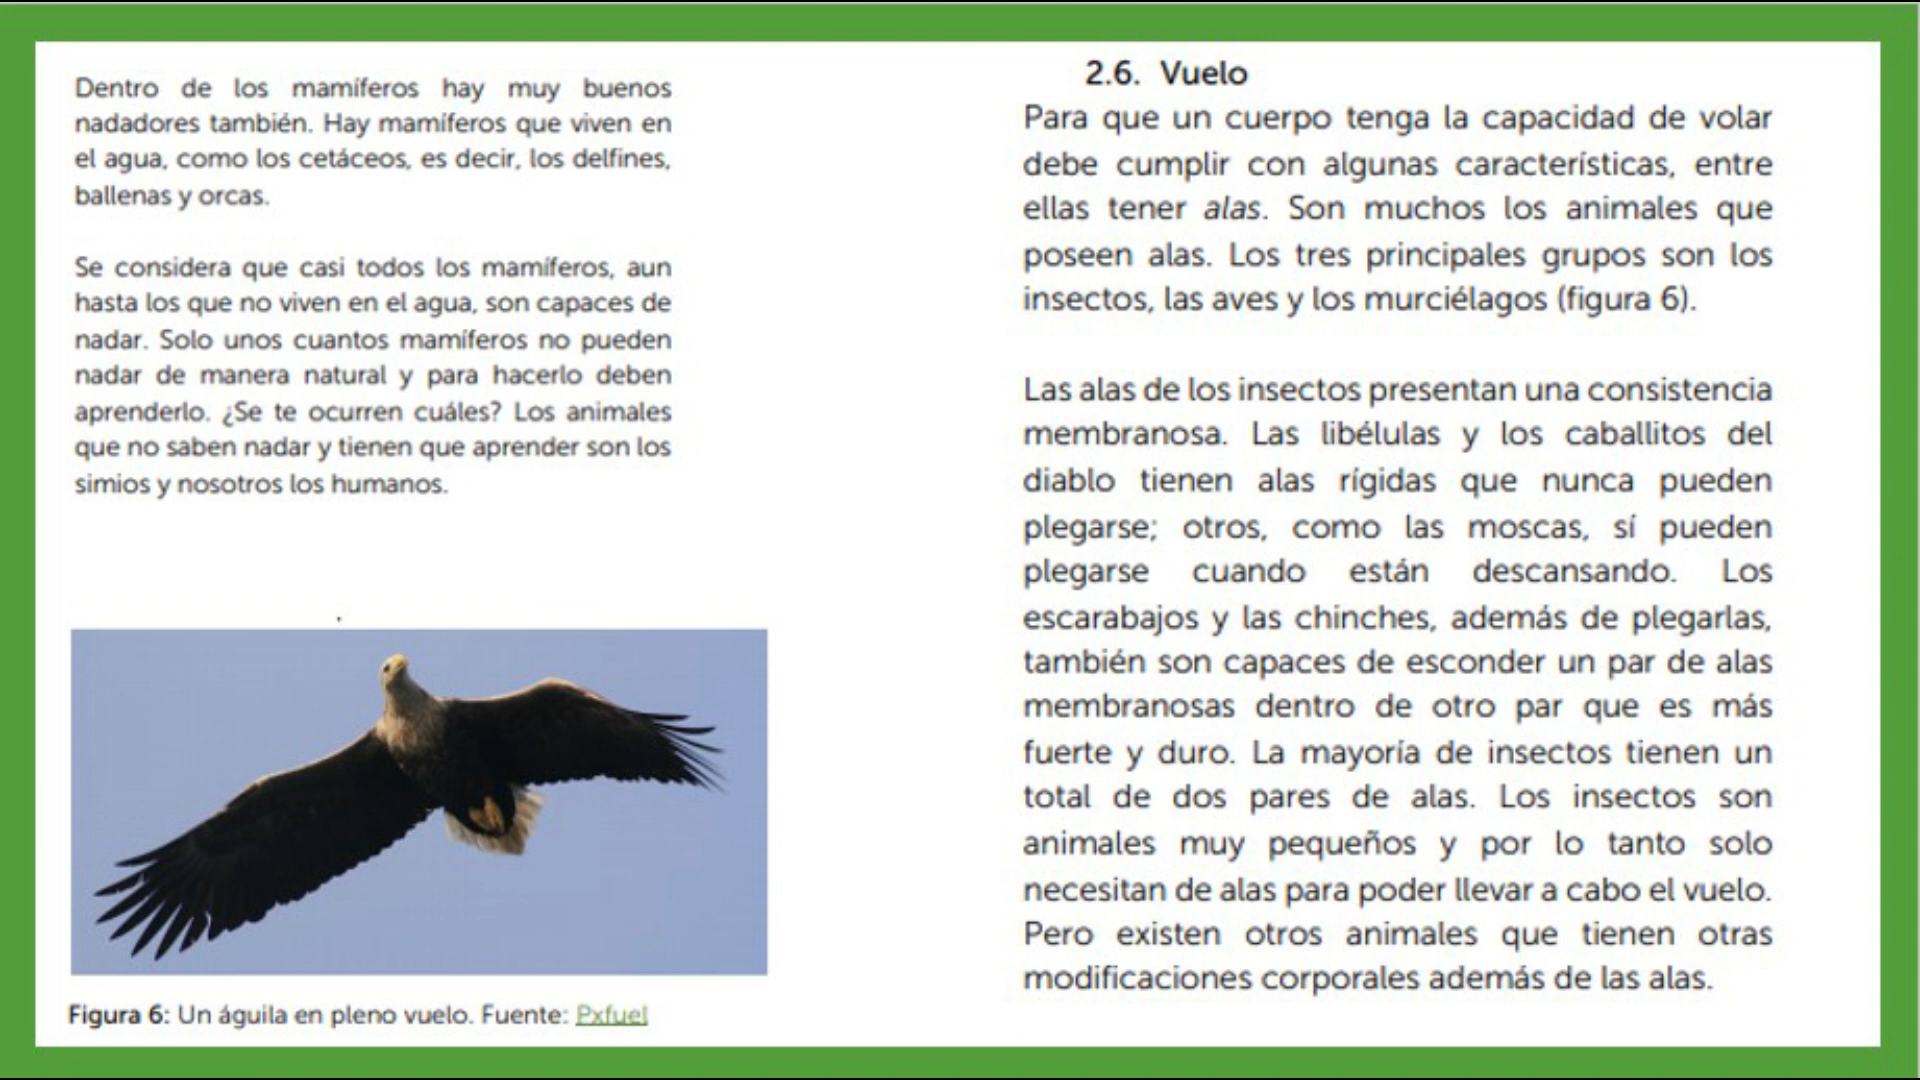 Dentro de los mamíferos hay muy buenos
nadadores también. Hay mamíferos que viven en
el agua, como los cetáceos, es decir, los delfines,
ballenas y orcas.
Se considera que casi todos los mamíferos, aun
hasta los que no viven en el agua, son capaces de
nadar. Solo unos cuantos mamíferos no pueden
nadar de manera natural y para hacerlo deben
aprenderlo. ¿Se te ocurren cuáles? Los animales
que no saben nadar y tienen que aprender son los
simios y nosotros los humanos.
Figura 6: Un águila en pleno vuelo. Fuente: Pxfuel
2.6. Vuelo
Para que un cuerpo tenga la capacidad de volar
debe cumplir con algunas características, entre
ellas tener alas. Son muchos los animales que
poseen alas. Los tres principales grupos son los
insectos, las aves y los murciélagos (figura 6).
Las alas de los insectos presentan una consistencia
membranosa. Las libélulas y los caballitos del
diablo tienen alas rígidas que nunca pueden
plegarse; otros, como las moscas, sí pueden
plegarse cuando están descansando. Los
escarabajos y las chinches, además de plegarlas,
también son capaces de esconder un par de alas
membranosas dentro de otro par que es más
fuerte y duro. La mayoría de insectos tienen un
total de dos pares de alas. Los insectos son
animales muy pequeños y por lo tanto solo
necesitan de alas para poder llevar a cabo el vuelo.
Pero existen otros animales que tienen otras
modificaciones corporales además de las alas.